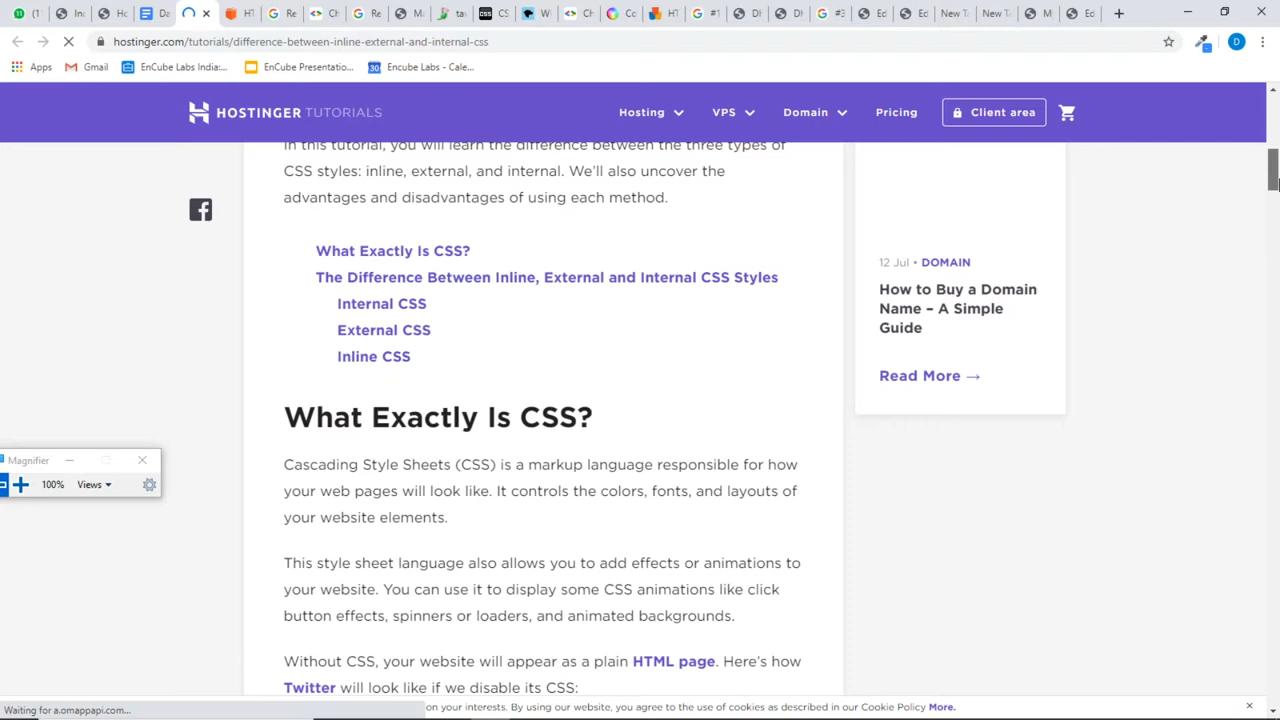 hostinger.com/tutorials/difference-between-inline-external-and-internal-css
Apps
Gmail
EnCube Labs India:...
EnCube Presentatio...
Encube Labs - Cale...
HOSTINGER TUTORIALS
Hosting
VPS
Domain
Pricing
Client area
In this tutorial, you will learn the difference between the three types of
CSS styles: inline, external, and internal. We'll also uncover the
advantages and disadvantages of using each method.
What Exactly Is CSS?
The Difference Between Inline, External and Internal CSS Styles
Internal CSS
External CSS
Inline CSS
12 Jul • DOMAIN
How to Buy a Domain
Name – A Simple
Guide
Read More →
What Exactly Is CSS?
Cascading Style Sheets (CSS) is a markup language responsible for how
your web pages will look like. It controls the colors, fonts, and layouts of
your website elements.
This style sheet language also allows you to add effects or animations to
your website. You can use it to display some CSS animations like click
button effects, spinners or loaders, and animated backgrounds.
Without CSS, your website will appear as a plain HTML page. Here's how
Twitter will look like if we disable its CSS:
Magnifier
100%
Views
Waiting for a.omappapi.com...
on your interests. By using our website, you agree to the use of cookies as described in our Cookie Policy More.